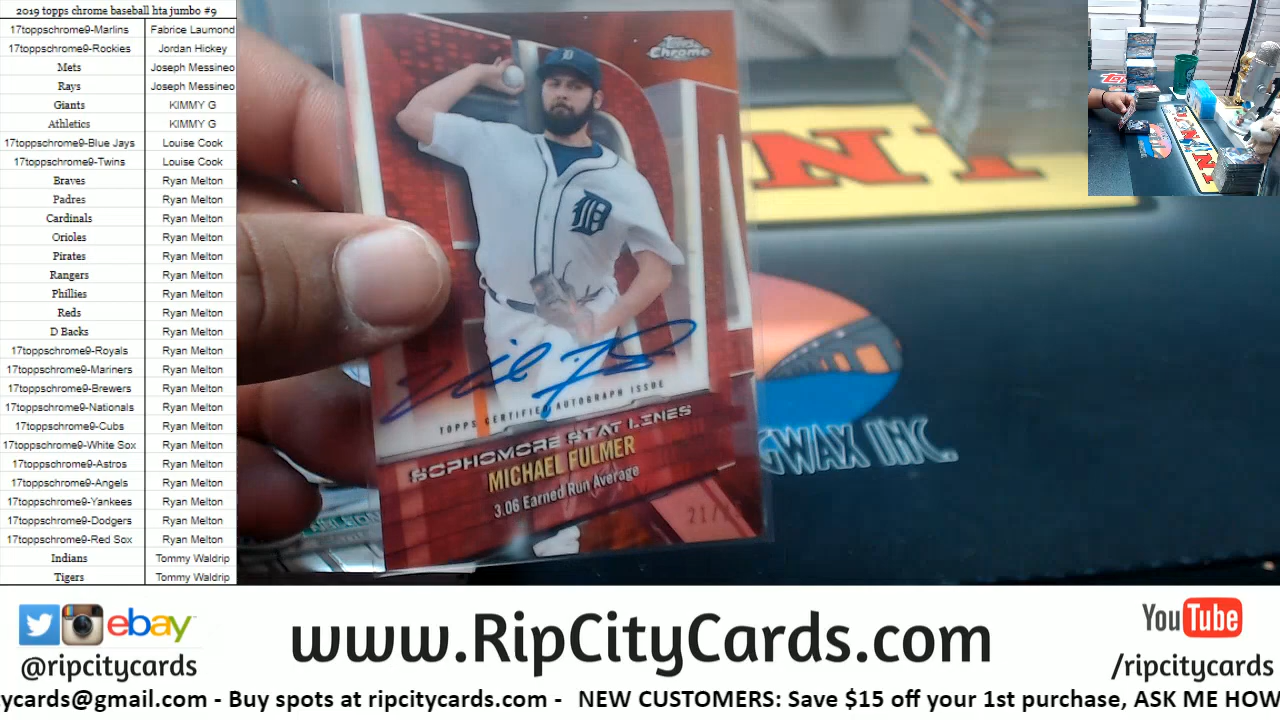 2019 topps chrome baseball hta jumbo #9
17toppschrome9-Marlins Fabrice Laumond
17toppschrome9-Rockies Jordan Hickey
Mets Joseph Messineo
Rays Joseph Messineo
Giants KIMMY G
Athletics KIMMY G
17toppschrome9-Blue Jays Louise Cook
17toppschrome9-Twins Louise Cook
Braves Ryan Melton
Padres Ryan Melton
Cardinals Ryan Melton
Orioles Ryan Melton
Pirates Ryan Melton
Rangers Ryan Melton
Phillies Ryan Melton
Reds Ryan Melton
D Backs Ryan Melton
17toppschrome9-Royals Ryan Melton
17toppschrome9-Mariners Ryan Melton
17toppschrome9-Brewers Ryan Melton
17toppschrome9-Nationals Ryan Melton
17toppschrome9-Cubs Ryan Melton
17toppschrome9-White Sox Ryan Melton
17toppschrome9-Astros Ryan Melton
17toppschrome9-Angels Ryan Melton
17toppschrome9-Yankees Ryan Melton
17toppschrome9-Dodgers Ryan Melton
17toppschrome9-Red Sox Ryan Melton
Indians Tommy Waldrip
Tigers Tommy Waldrip
Topps Chrome
D
D
TOPPS CERTIFIED AUTOGRAPH ISSUE
SOPHOMORE STAT LINES
MICHAEL FULMER
3.06 Earned Run Average
GWAX INC.
ebay
@ripcitycards
www.RipCityCards.com
YouTube
/ripcitycards
ycards@gmail.com - Buy spots at ripcitycards.com - NEW CUSTOMERS: Save $15 off your 1st purchase, ASK ME HOW